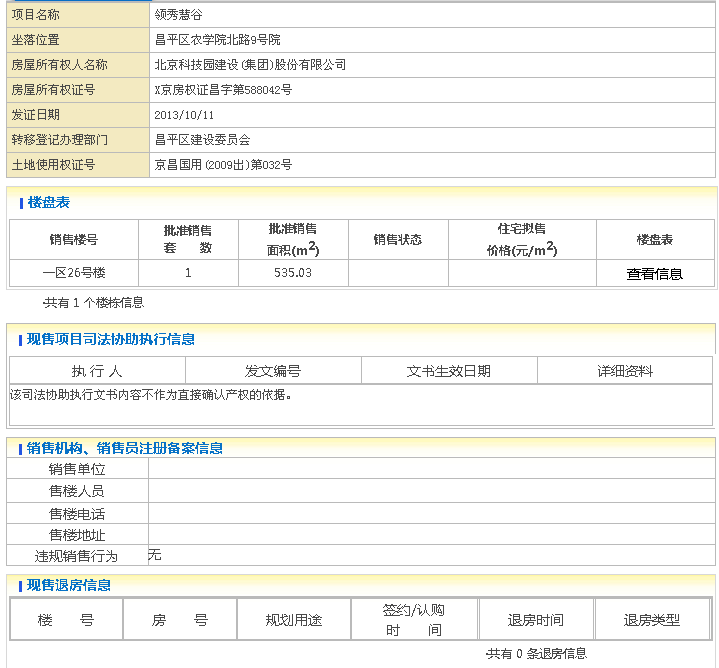 项目名称 领秀慧谷
坐落位置 昌平区农学院北路9号院
房屋所有权人名称 北京科技园建设(集团)股份有限公司
房屋所有权证号 X京房权证昌字第588042号
发证日期 2013/10/11
转移登记办理部门 昌平区建设委员会
土地使用权证号 京昌国用(2009出)第032号
楼盘表
销售楼号 批准销售套　数 批准销售面积(m²) 销售状态 住宅拟售价格(元/m²) 楼盘表
一区26号楼 1 535.03 查看信息
·共有 1 个楼栋信息
现售项目司法协助执行信息
执 行 人 发文编号 文书生效日期 详细资料
该司法协助执行文书内容不作为直接确认产权的依据。
销售机构、销售员注册备案信息
销售单位
售楼人员
售楼电话
售楼地址
违规销售行为 无
现售退房信息
楼　号 房　号 规划用途 签约/认购时　间 退房时间 退房类型
·共有 0 条退房信息